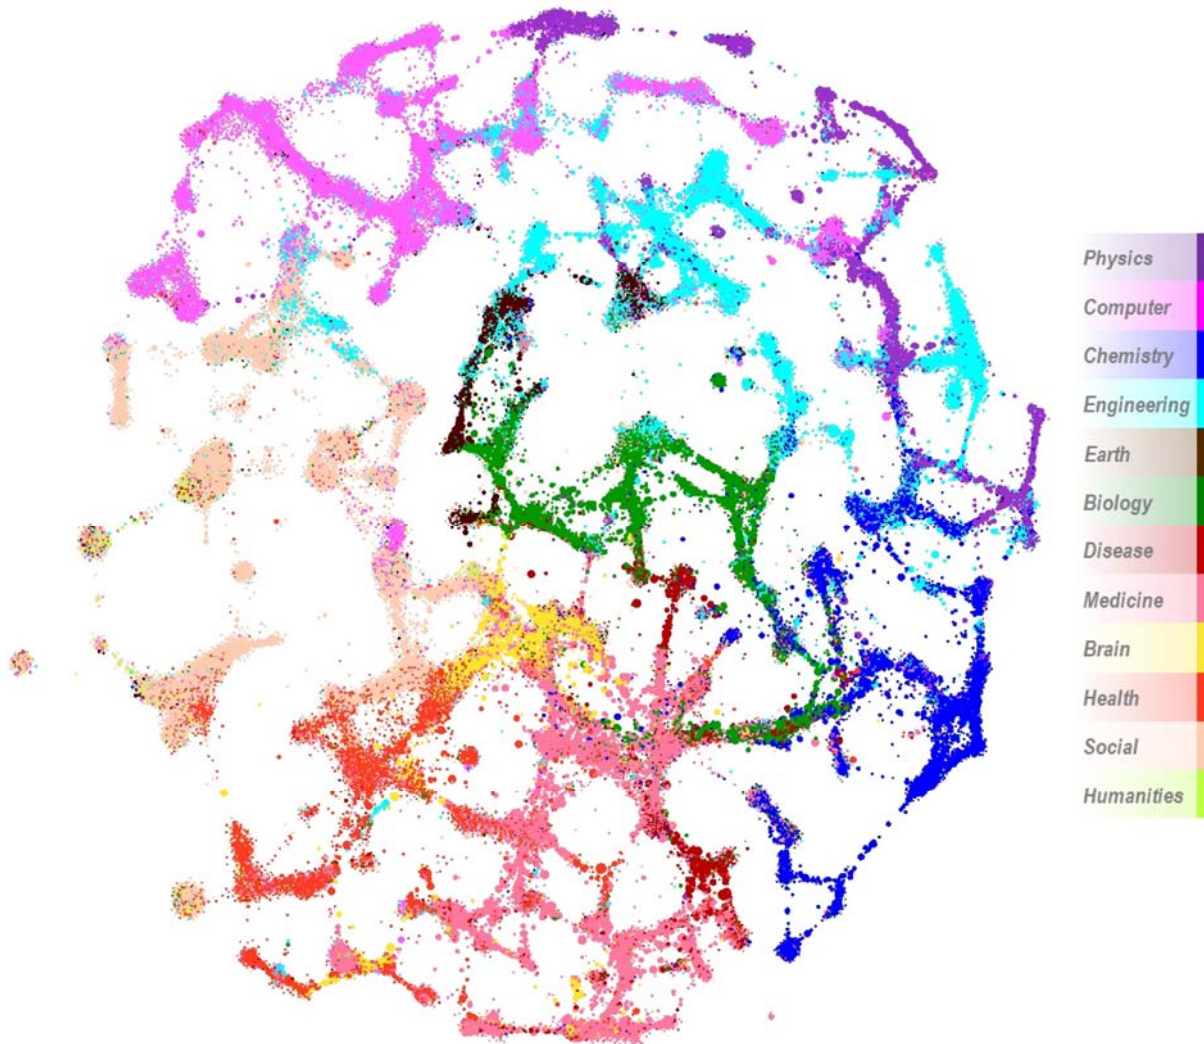 Physics
Computer
Chemistry
Engineering
Earth
Biology
Disease
Medicine
Brain
Health
Social
Humanities